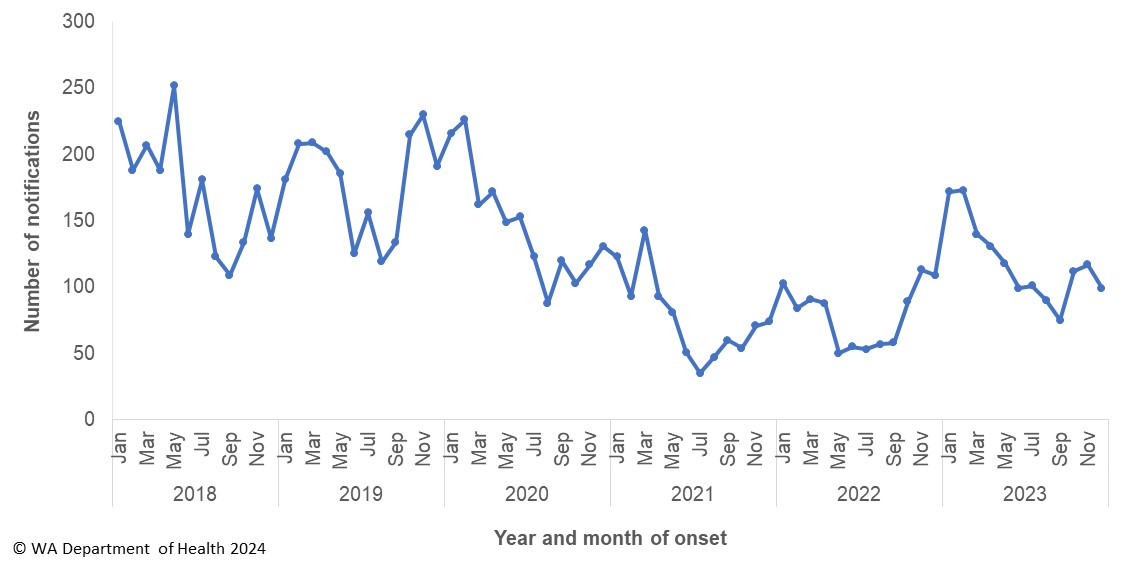 300
250
200
150
100
50
0
Number of notifications
Jan Mar May Jul Sep Nov Jan Mar May Jul Sep Nov Jan Mar May Jul Sep Nov Jan Mar May Jul Sep Nov Jan Mar May Jul Sep Nov Jan Mar May Jul Sep Nov
2018 2019 2020 2021 2022 2023
Year and month of onset
© WA Department of Health 2024